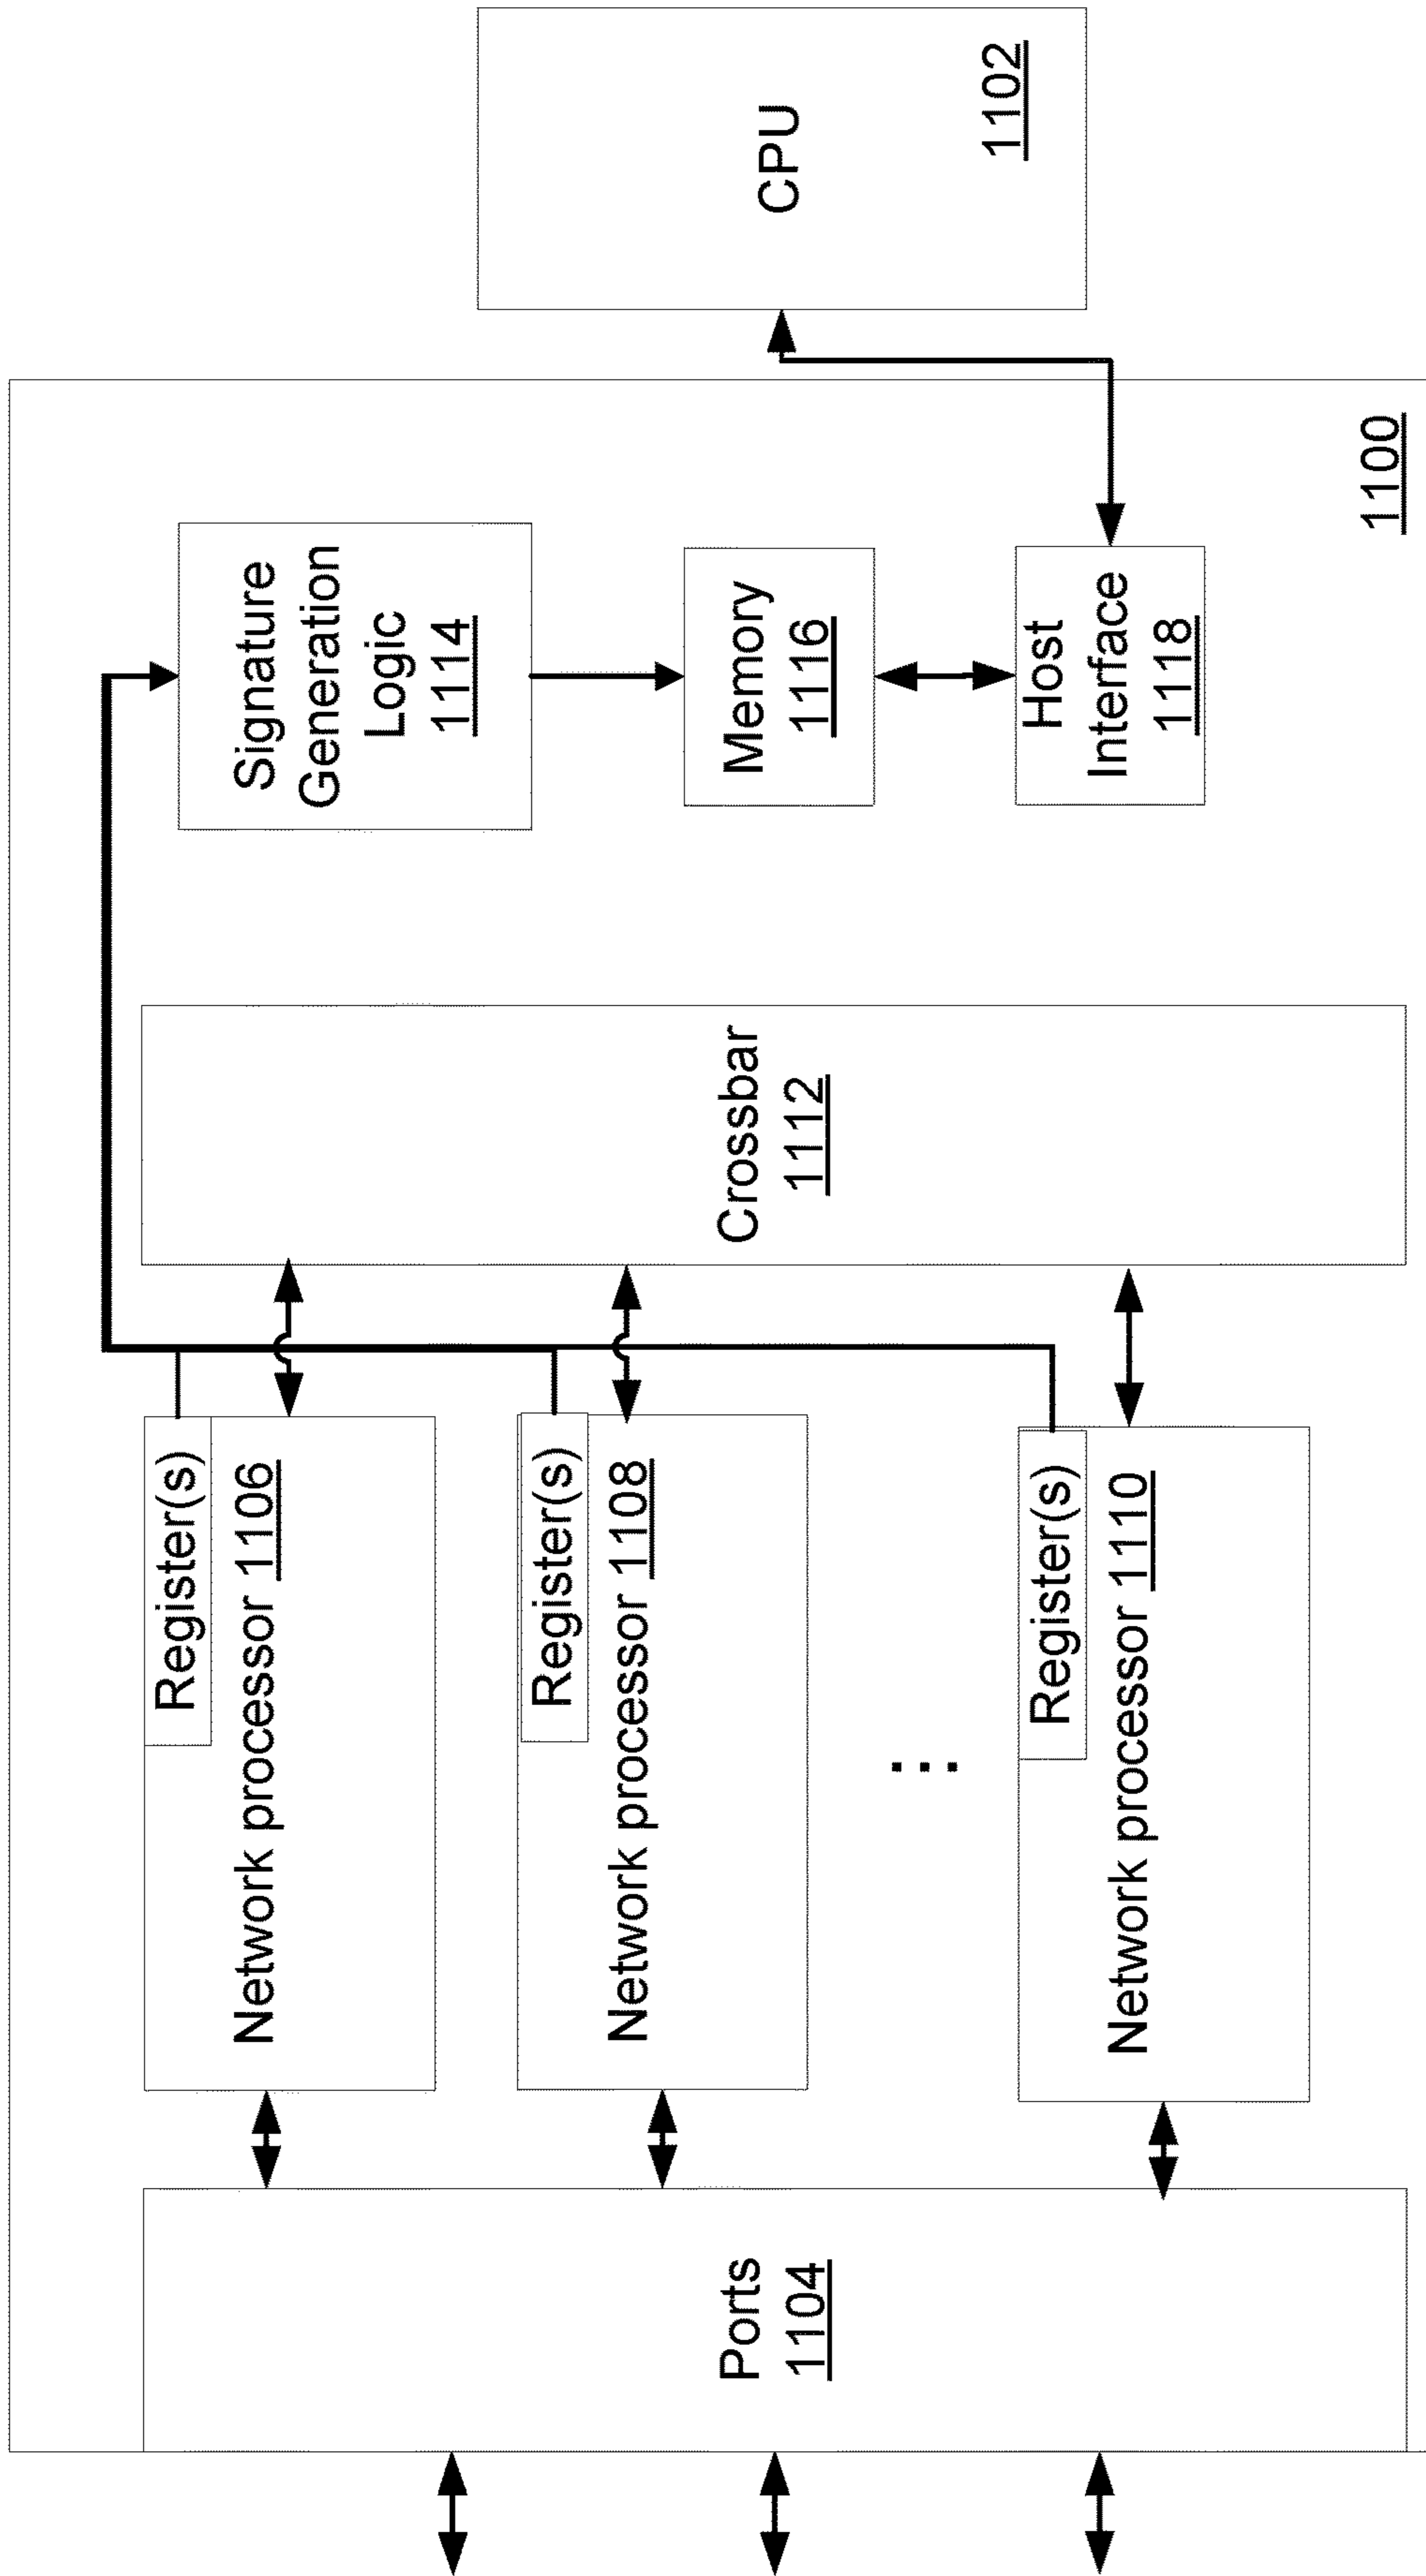 Ports
1104
Register(s)
Network processor 1106
Register(s)
Network processor 1108
...
Register(s)
Network processor 1110
Crossbar
1112
Signature
Generation
Logic
1114
Memory
1116
Host
Interface
1118
1100
CPU
1102